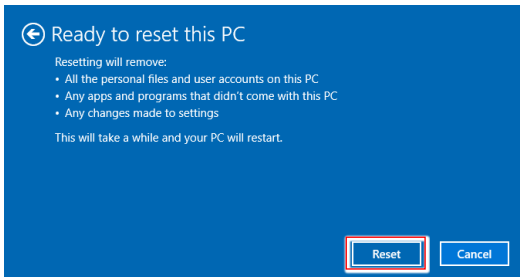 Ready to reset this PC
Resetting will remove:
• All the personal files and user accounts on this PC
• Any apps and programs that didn't come with this PC
• Any changes made to settings
This will take a while and your PC will restart.
Reset
Cancel